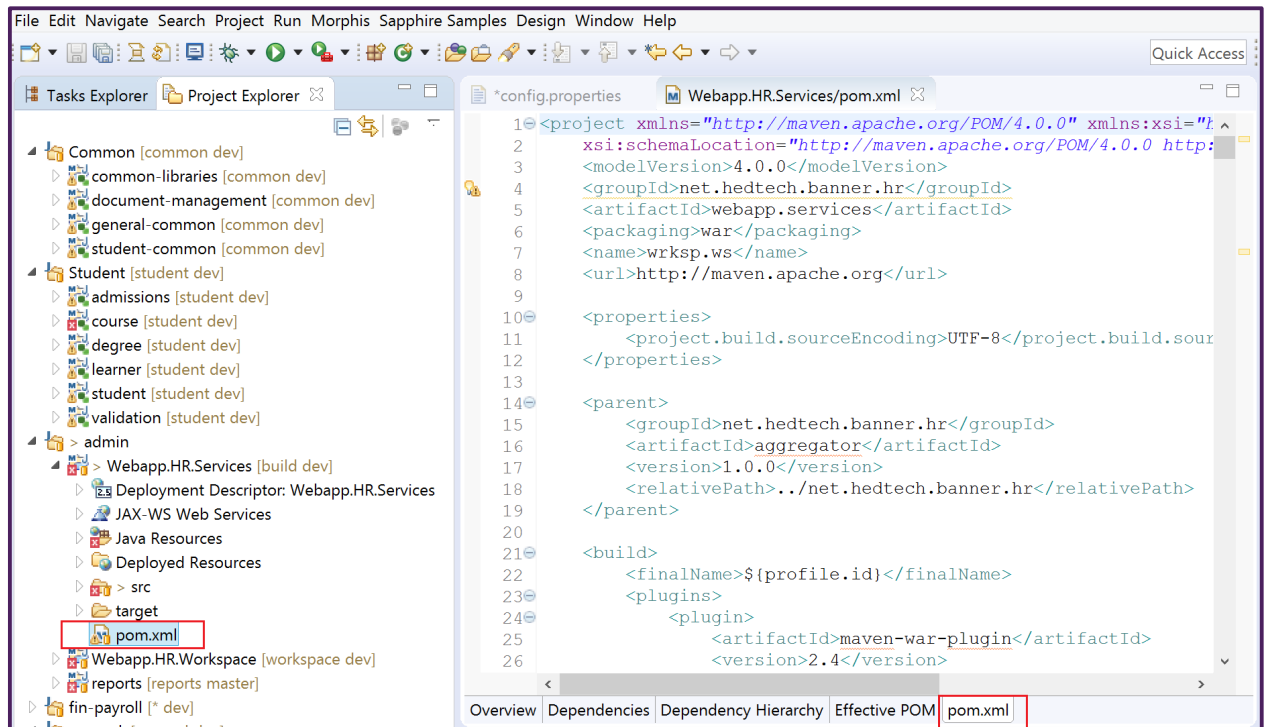 File Edit Navigate Search Project Run Morphis Sapphire Samples Design Window Help
Quick Access
Tasks Explorer Project Explorer
*config.properties Webapp.HR.Services/pom.xml
Common [common dev]
common-libraries [common dev]
document-management [common dev]
general-common [common dev]
student-common [common dev]
Student [student dev]
admissions [student dev]
course [student dev]
degree [student dev]
learner [student dev]
student [student dev]
validation [student dev]
> admin
> Webapp.HR.Services [build dev]
Deployment Descriptor: Webapp.HR.Services
JAX-WS Web Services
Java Resources
Deployed Resources
> src
target
pom.xml
Webapp.HR.Workspace [workspace dev]
reports [reports master]
fin-payroll [* dev]
1 <project xmlns="http://maven.apache.org/POM/4.0.0" xmlns:xsi="h
2 xsi:schemaLocation="http://maven.apache.org/POM/4.0.0 http:
3 <modelVersion>4.0.0</modelVersion>
4 <groupId>net.hedtech.banner.hr</groupId>
5 <artifactId>webapp.services</artifactId>
6 <packaging>war</packaging>
7 <name>wrksp.ws</name>
8 <url>http://maven.apache.org</url>
9
10 <properties>
11 <project.build.sourceEncoding>UTF-8</project.build.sour
12 </properties>
13
14 <parent>
15 <groupId>net.hedtech.banner.hr</groupId>
16 <artifactId>aggregator</artifactId>
17 <version>1.0.0</version>
18 <relativePath>../net.hedtech.banner.hr</relativePath>
19 </parent>
20
21 <build>
22 <finalName>${profile.id}</finalName>
23 <plugins>
24 <plugin>
25 <artifactId>maven-war-plugin</artifactId>
26 <version>2.4</version>
Overview Dependencies Dependency Hierarchy Effective POM pom.xml